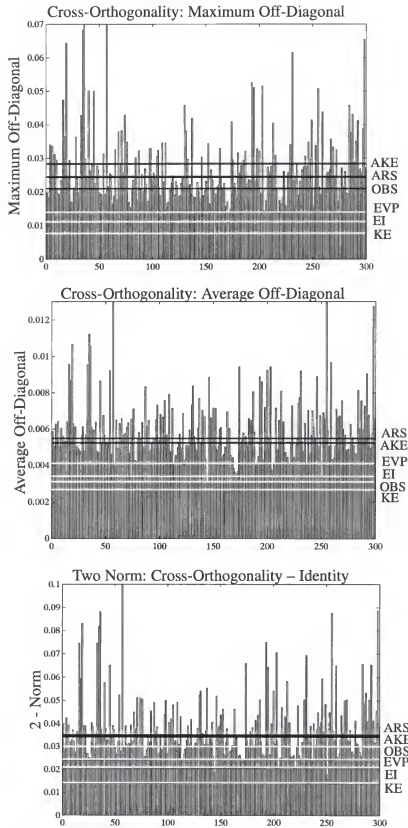 Cross-Orthogonality: Maximum Off-Diagonal
Maximum Off-Diagonal
0.07
0.06
0.05
0.04
0.03
0.02
0.01
0
0 50 100 150 200 250 300
AKE
ARS
OBS
EVP
EI
KE
Cross-Orthogonality: Average Off-Diagonal
Average Off-Diagonal
0.012
0.01
0.008
0.006
0.004
0.002
0
0 50 100 150 200 250 300
ARS
AKE
EVP
EI
OBS
KE
Two Norm: Cross-Orthogonality – Identity
2 - Norm
0.1
0.09
0.08
0.07
0.06
0.05
0.04
0.03
0.02
0.01
0
0 50 100 150 200 250 300
ARS
AKE
OBS
EVP
EI
KE